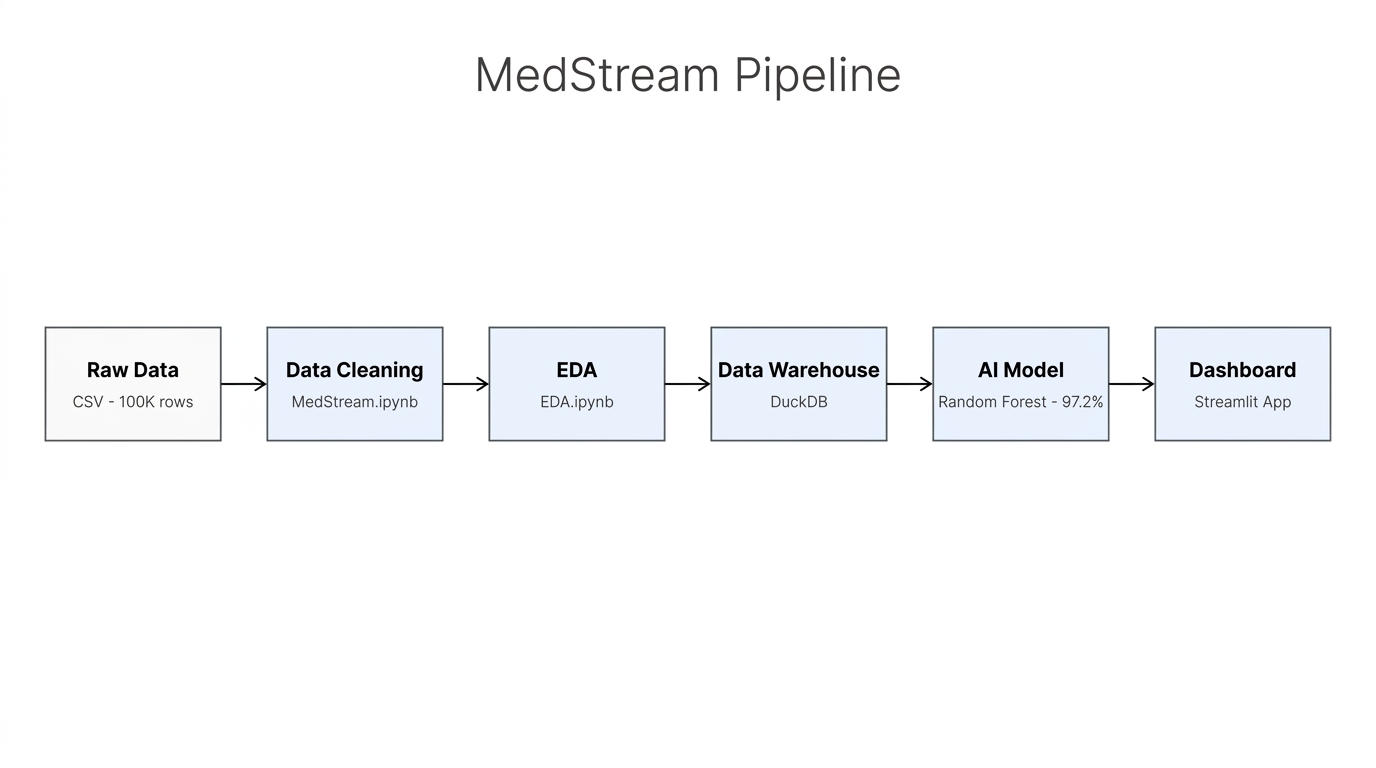 MedStream Pipeline
Raw Data
CSV - 100K rows
Data Cleaning
MedStream.ipynb
EDA
EDA.ipynb
Data Warehouse
DuckDB
AI Model
Random Forest - 97.2%
Dashboard
Streamlit App